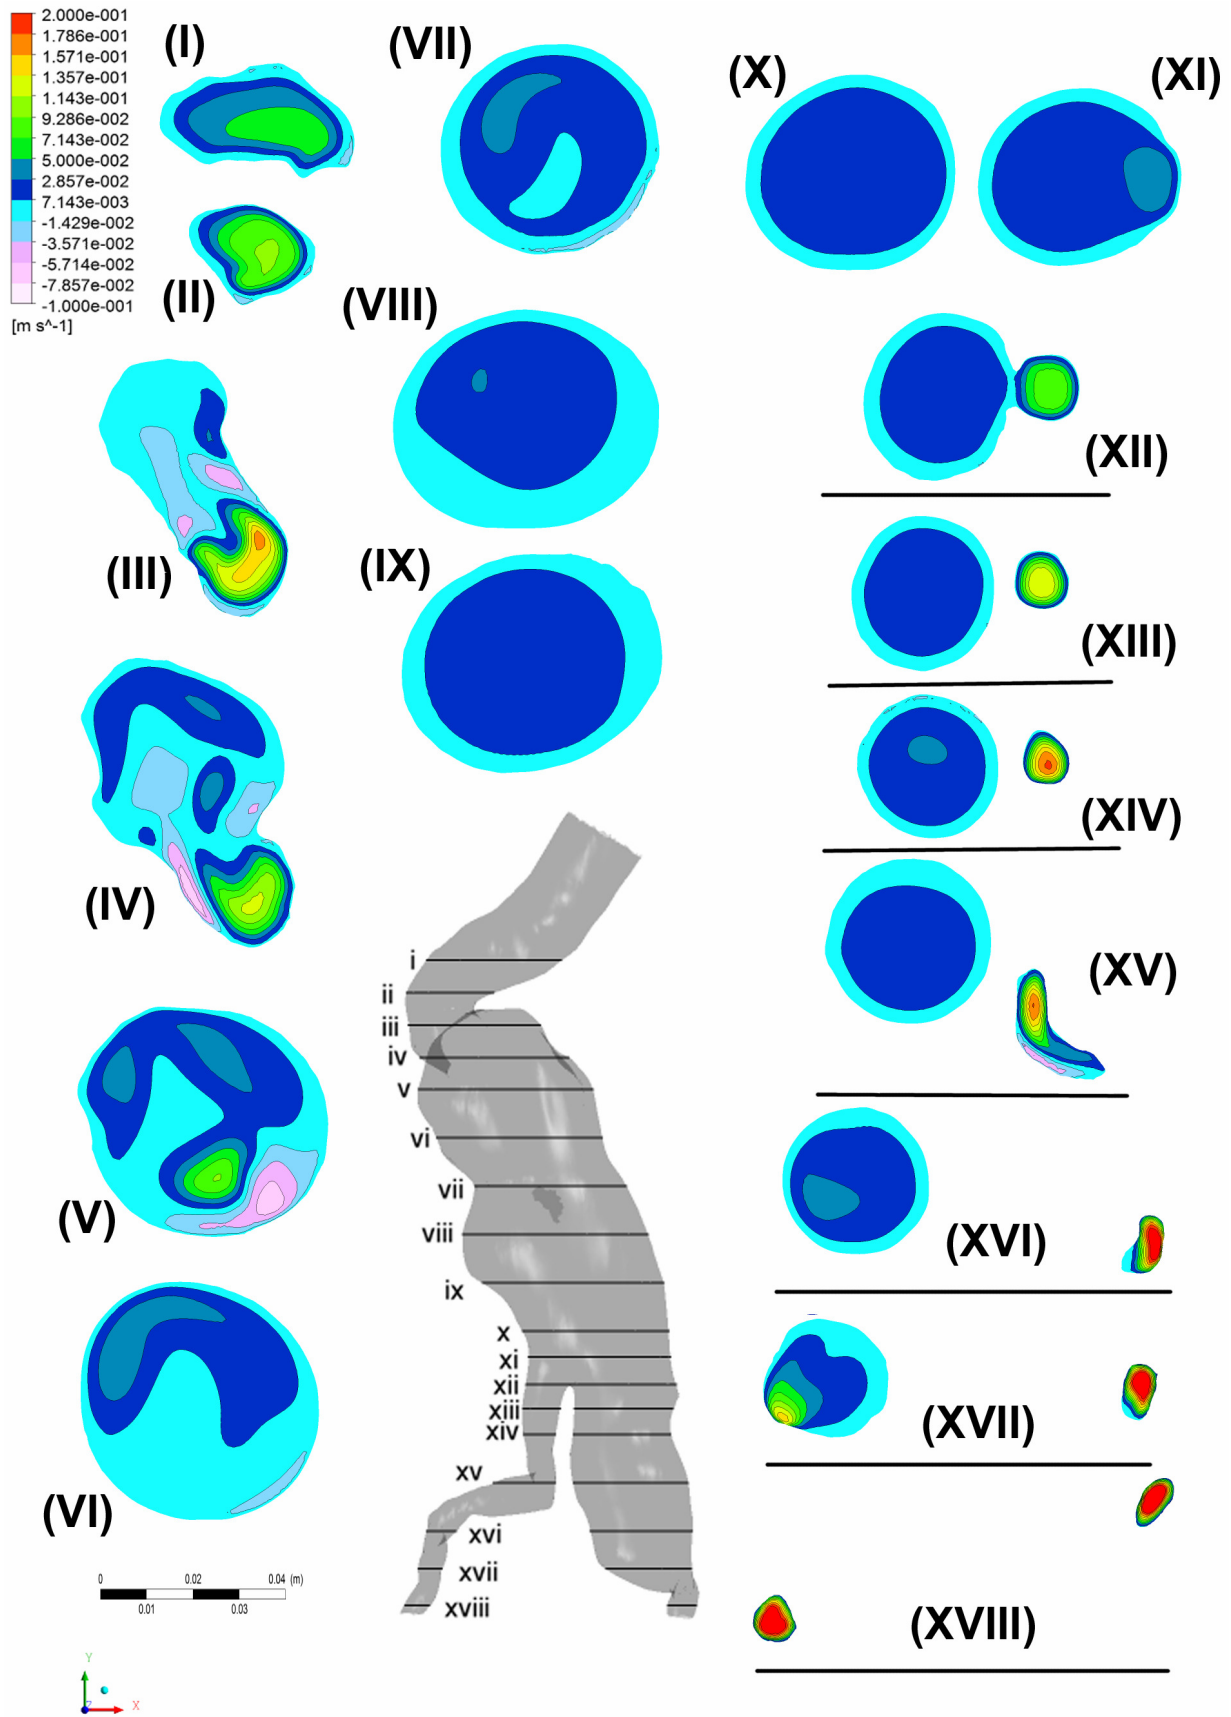 2.000e-001
1.786e-001
1.571e-001
1.357e-001
1.143e-001
9.286e-002
7.143e-002
5.000e-002
2.857e-002
7.143e-003
-1.429e-002
-3.571e-002
-5.714e-002
-7.857e-002
-1.000e-001
[m s^-1]
(I)
(II)
(III)
(IV)
(V)
(VI)
(VII)
(VIII)
(IX)
(X)
(XI)
(XII)
(XIII)
(XIV)
(XV)
(XVI)
(XVII)
(XVIII)
i
ii
iii
iv
v
vi
vii
viii
ix
x
xi
xii
xiii
xiv
xv
xvi
xvii
xviii
0 0.02 0.04 (m)
0.01 0.03
Y
Z X